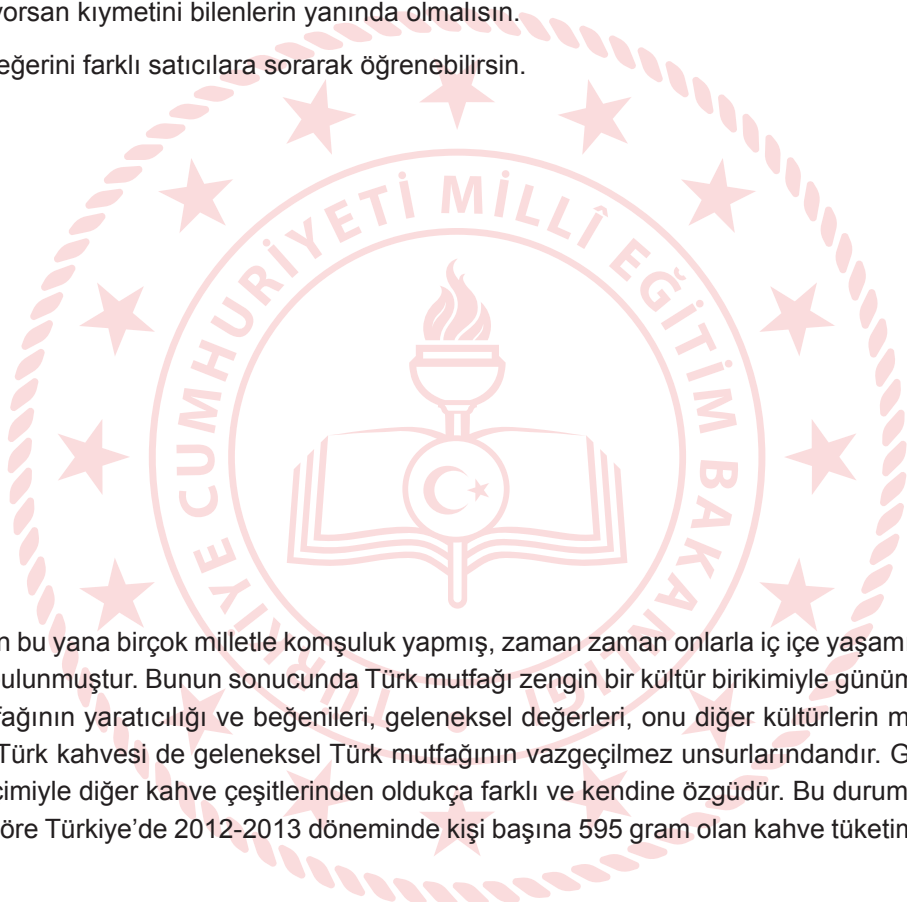 yorsan kıymetini bilenlerin yanında olmalısın.
eğerini farklı satıcılara sorarak öğrenebilirsin.
TÜRKİYE CUMHURİYETİ MİLLÎ EĞİTİM BAKANLIĞI
n bu yana birçok milletle komşuluk yapmış, zaman zaman onlarla iç içe yaşam
ulunmuştur. Bunun sonucunda Türk mutfağı zengin bir kültür birikimiyle günüm
fağının yaratıcılığı ve beğenileri, geleneksel değerleri, onu diğer kültürlerin m
Türk kahvesi de geleneksel Türk mutfağının vazgeçilmez unsurlarındandır. G
çimiyle diğer kahve çeşitlerinden oldukça farklı ve kendine özgüdür. Bu durum
öre Türkiye’de 2012-2013 döneminde kişi başına 595 gram olan kahve tüketim